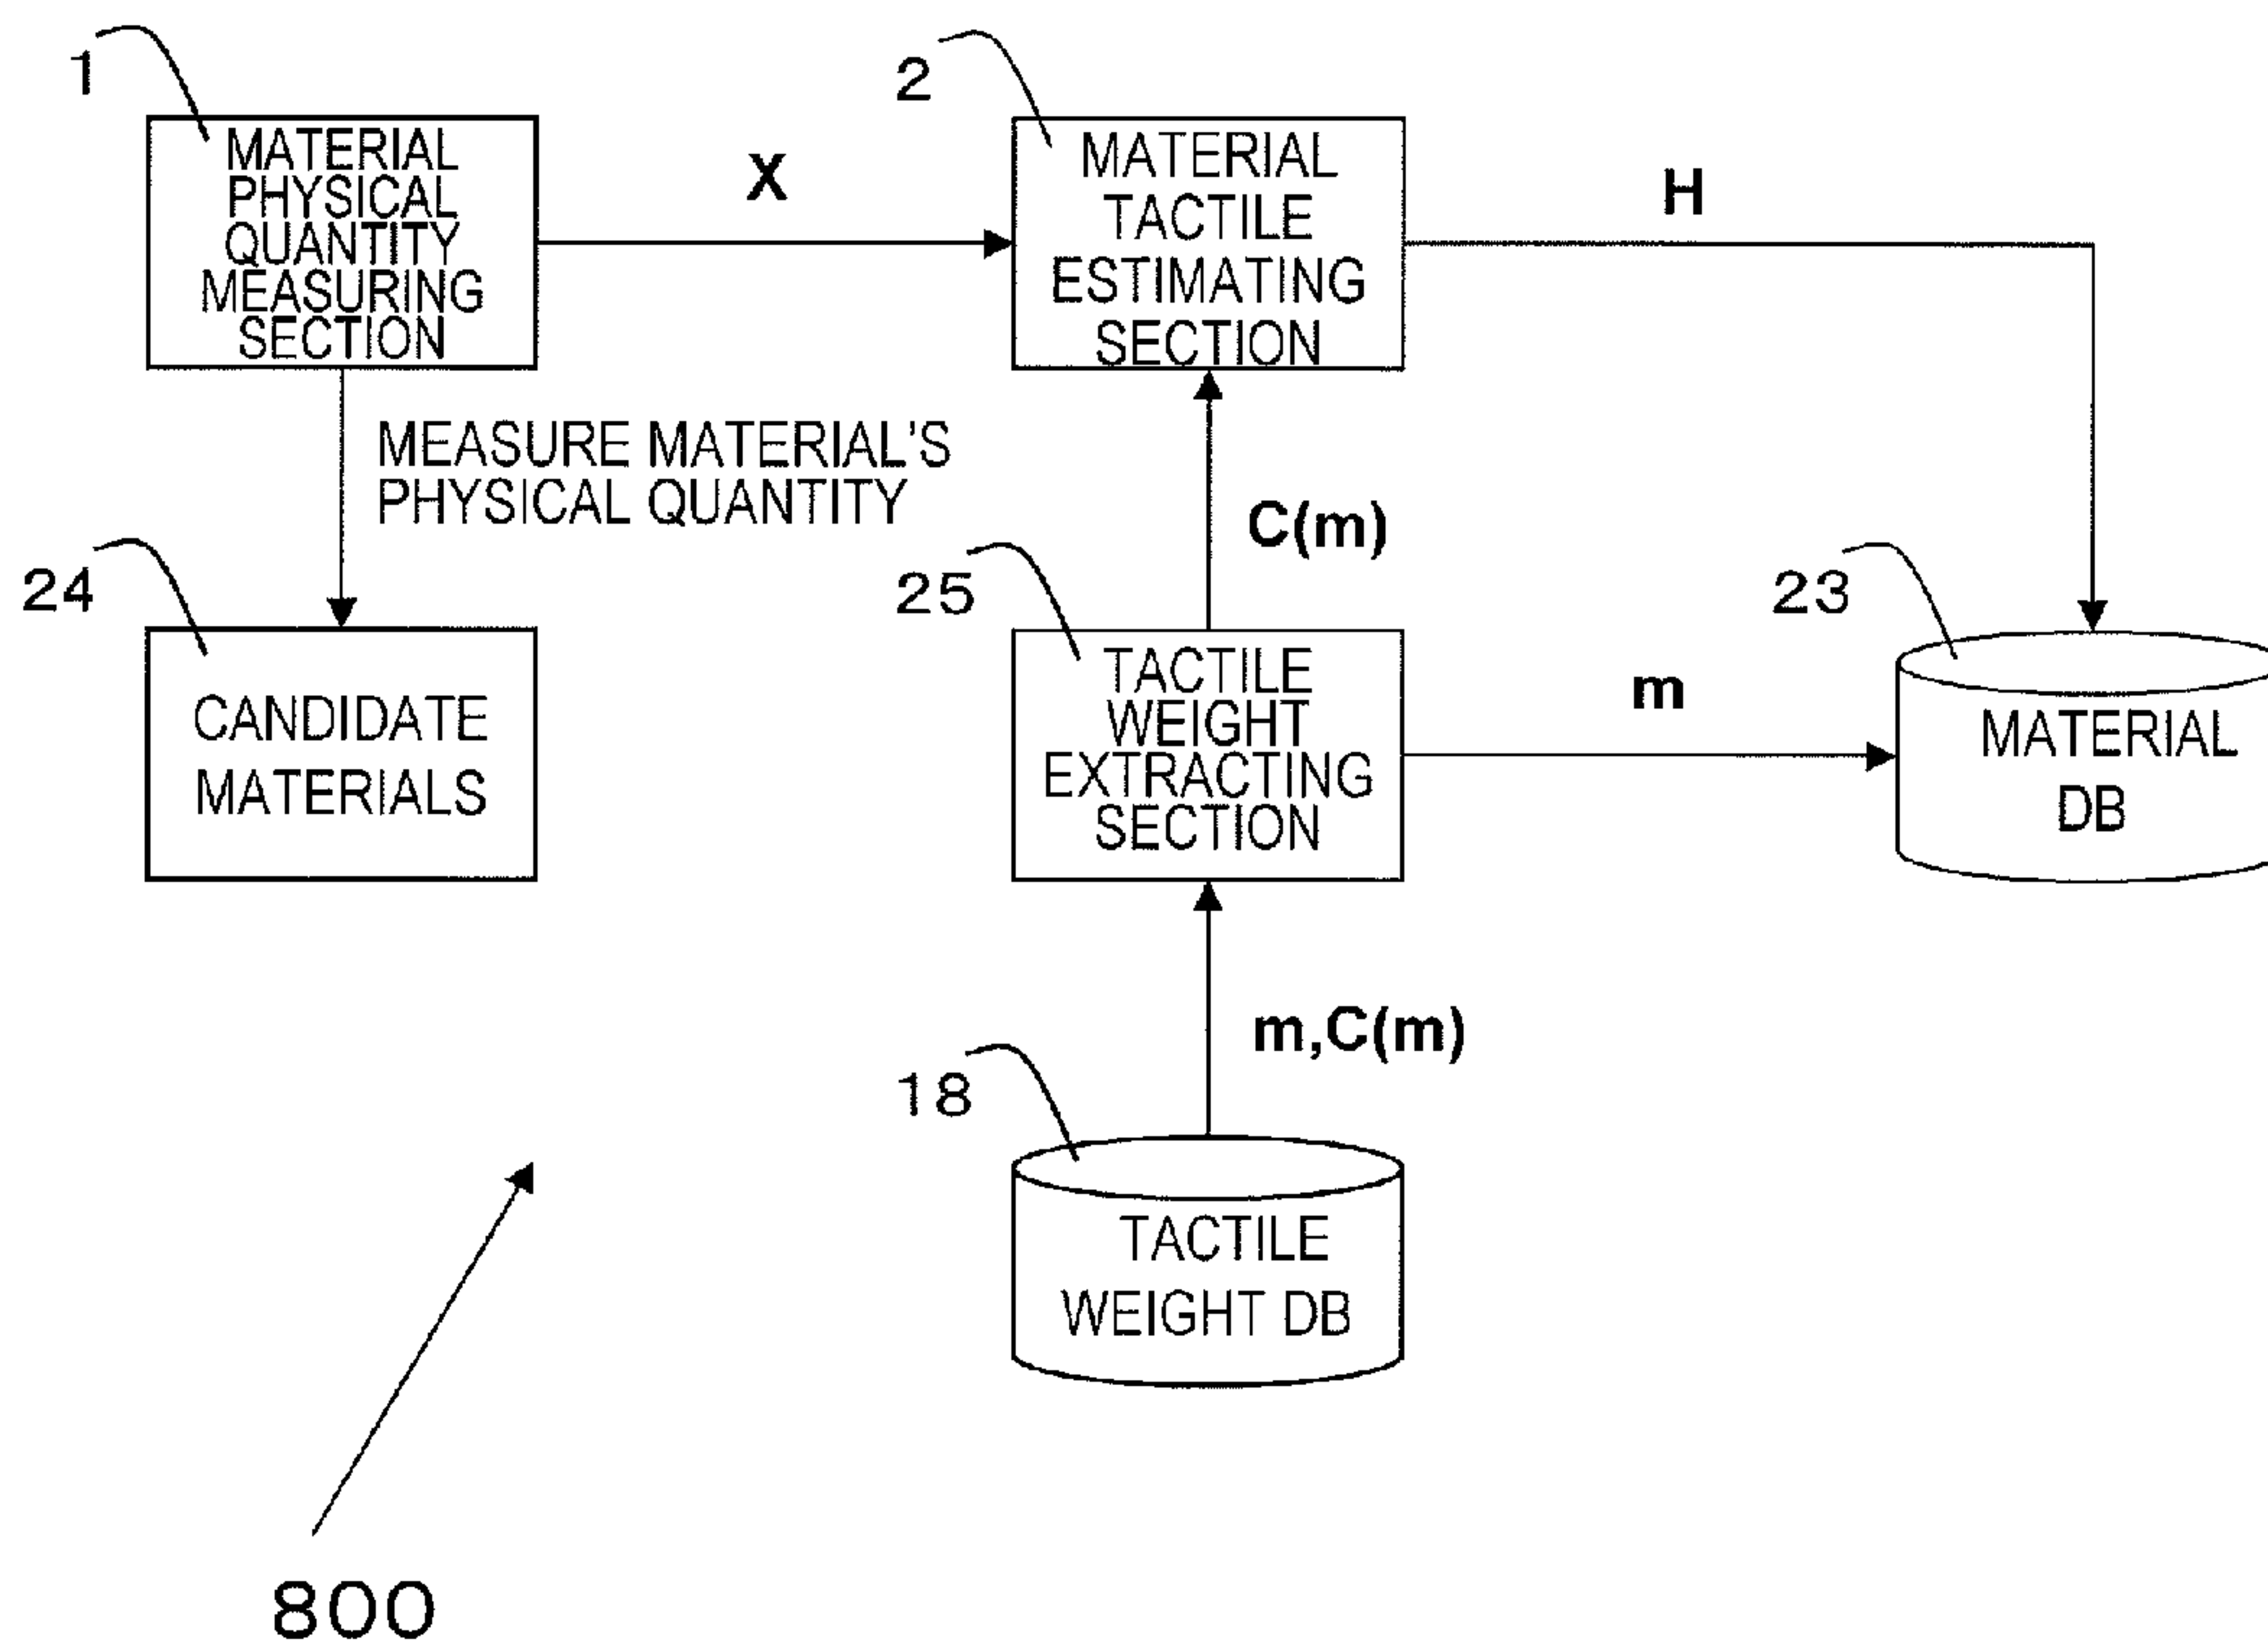 1
MATERIAL
PHYSICAL
QUANTITY
MEASURING
SECTION
X
2
MATERIAL
TACTILE
ESTIMATING
SECTION
H
MEASURE MATERIAL'S
PHYSICAL QUANTITY
C(m)
24
CANDIDATE
MATERIALS
25
TACTILE
WEIGHT
EXTRACTING
SECTION
m
23
MATERIAL
DB
m,C(m)
18
TACTILE
WEIGHT DB
800